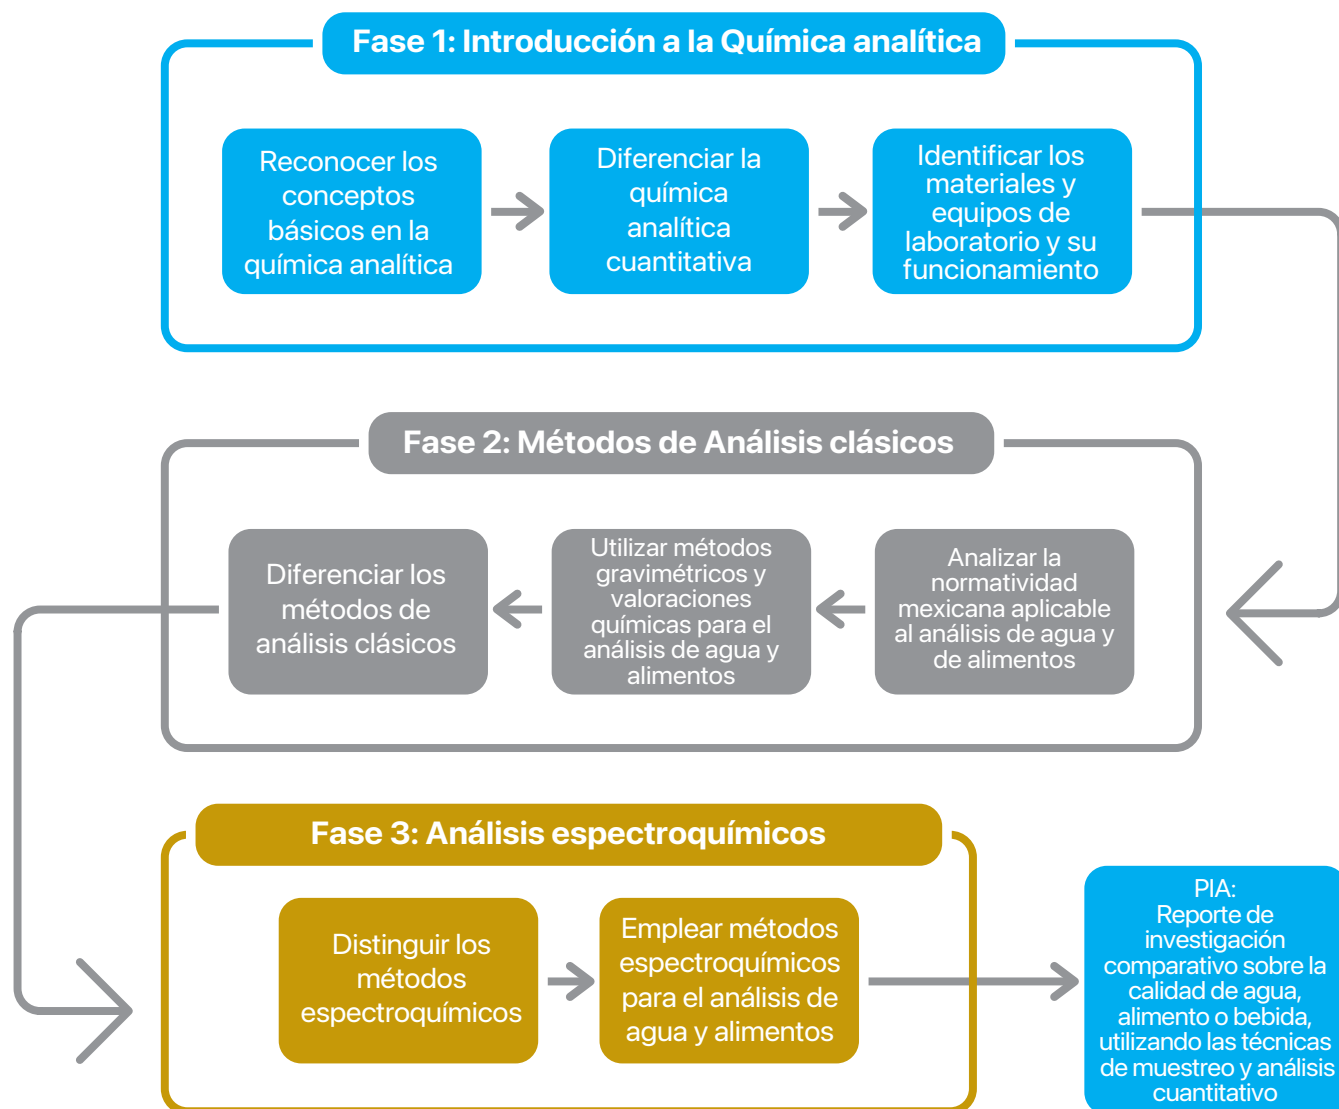 Fase 1: Introducción a la Química analítica
Reconocer los
conceptos
básicos en la
química analítica
Diferenciar la
química
analítica
cuantitativa
Identificar los
materiales y
equipos de
laboratorio y su
funcionamiento
Fase 2: Métodos de Análisis clásicos
Diferenciar los
métodos de
análisis clásicos
Utilizar métodos
gravimétricos y
valoraciones
químicas para el
análisis de agua y
alimentos
Analizar la
normatividad
mexicana aplicable
al análisis de agua y
de alimentos
Fase 3: Análisis espectroquímicos
Distinguir los
métodos
espectroquímicos
Emplear métodos
espectroquímicos
para el análisis de
agua y alimentos
PIA:
Reporte de
investigación
comparativo sobre la
calidad de agua,
alimento o bebida,
utilizando las técnicas
de muestreo y análisis
cuantitativo